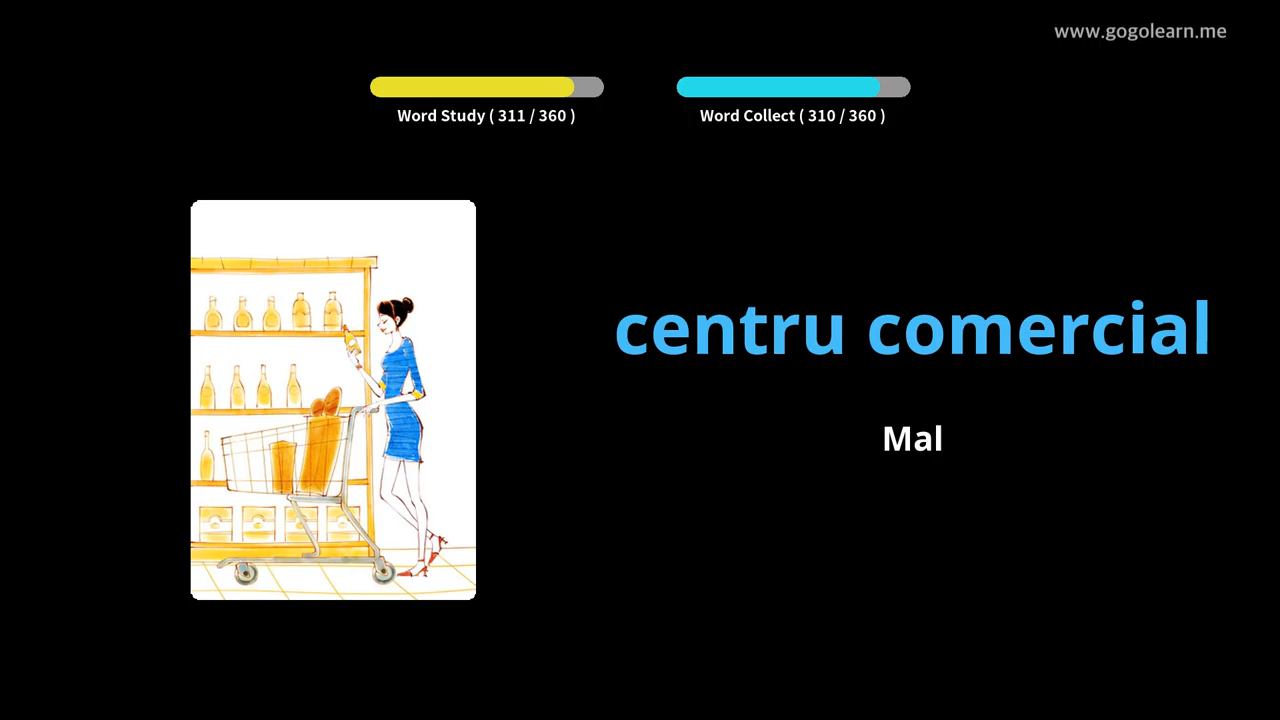 www.gogolearn.me
Word Study ( 311 / 360 )
Word Collect ( 310 / 360 )
centru comercial
Mal